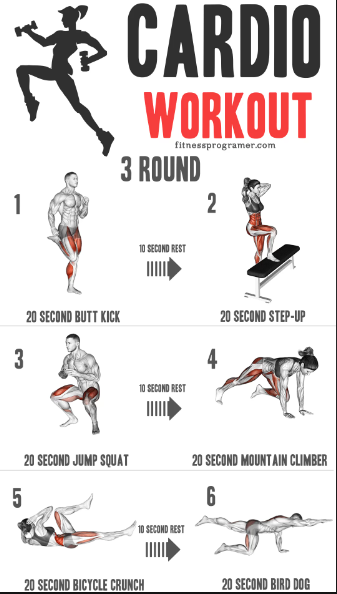 CARDIO
WORKOUT
fitnessprogramer.com
3 ROUND
1
2
10 SECOND REST
20 SECOND BUTT KICK
20 SECOND STEP-UP
3
4
10 SECOND REST
20 SECOND JUMP SQUAT
20 SECOND MOUNTAIN CLIMBER
5
6
10 SECOND REST
20 SECOND BICYCLE CRUNCH
20 SECOND BIRD DOG